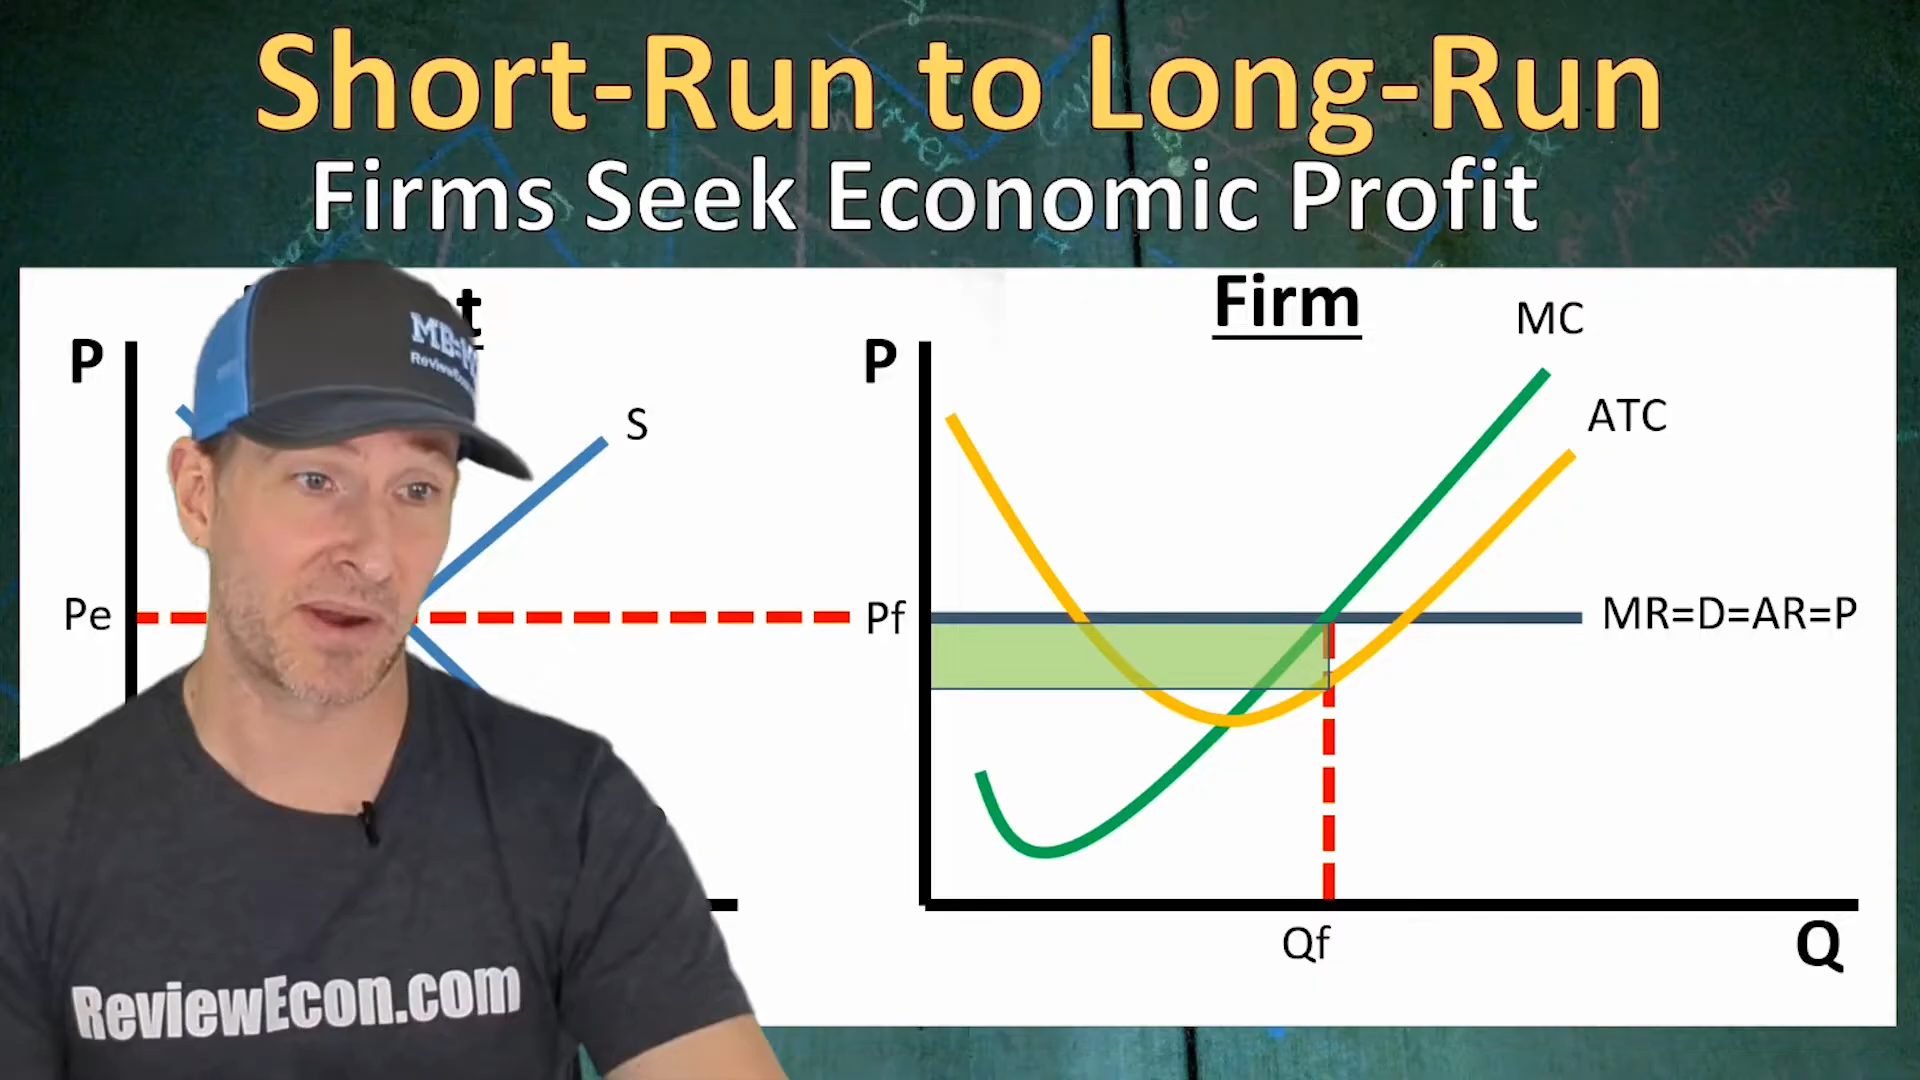 Short-Run to Long-Run
Firms Seek Economic Profit
t
Firm
MC
P
P
ATC
S
Pe
Pf
MR=D=AR=P
Qf
Q
ReviewEcon.com